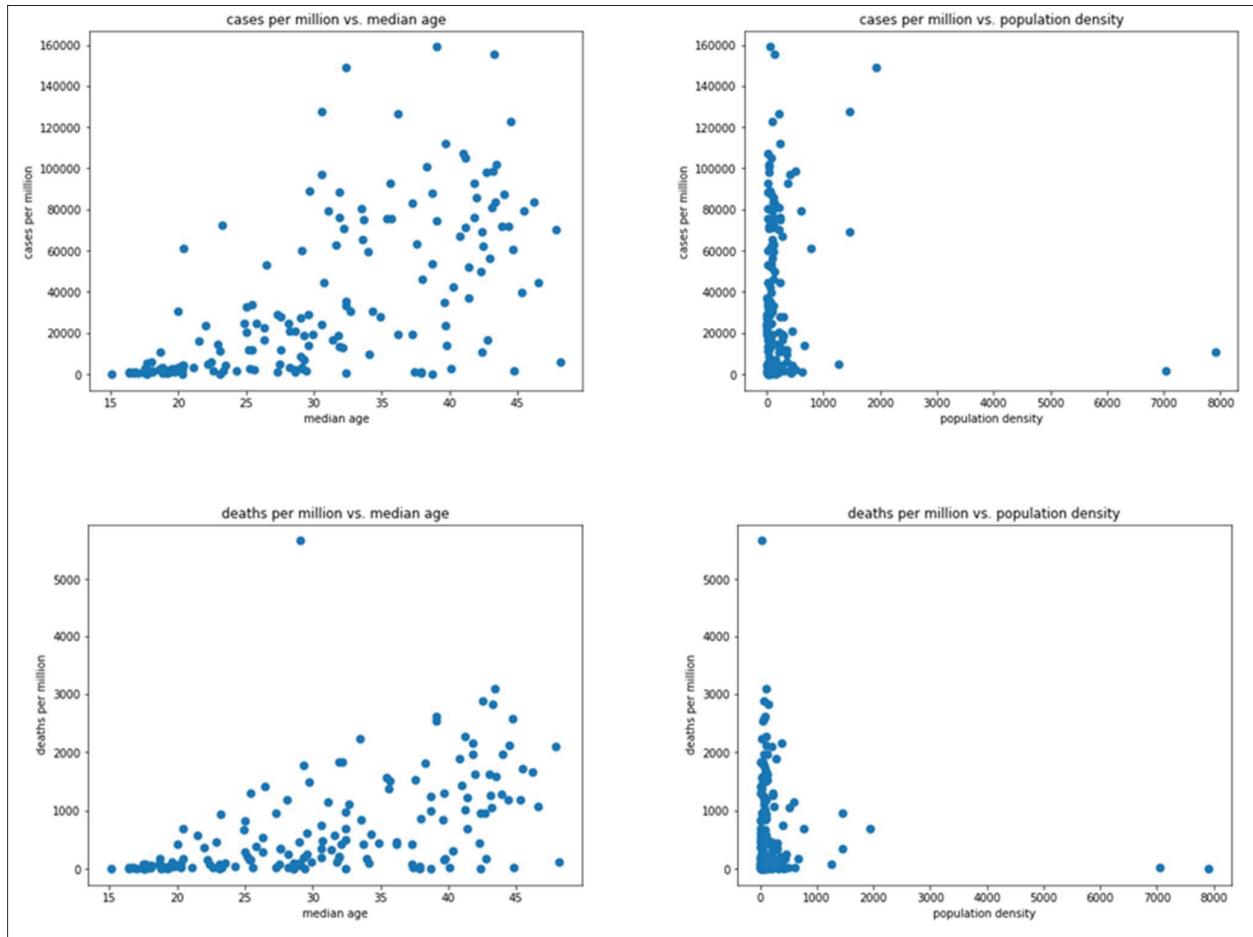 cases per million vs. median age
160000
140000
120000
100000
80000
60000
40000
20000
0
cases per million
15 20 25 30 35 40 45
median age
cases per million vs. population density
160000
140000
120000
100000
80000
60000
40000
20000
0
cases per million
0 1000 2000 3000 4000 5000 6000 7000 8000
population density
deaths per million vs. median age
5000
4000
3000
2000
1000
0
deaths per million
15 20 25 30 35 40 45
median age
deaths per million vs. population density
5000
4000
3000
2000
1000
0
deaths per million
0 1000 2000 3000 4000 5000 6000 7000 8000
population density